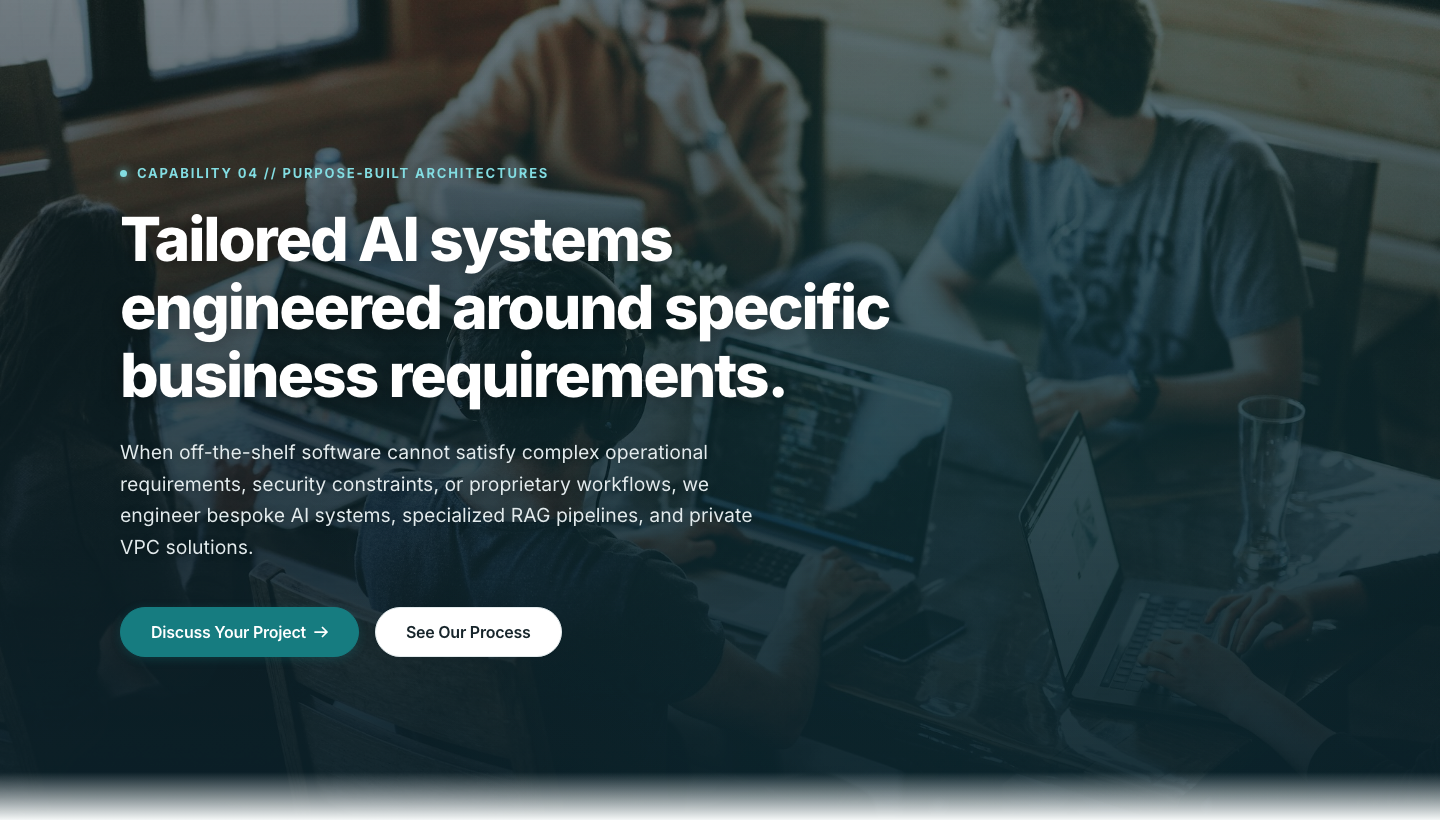 CAPABILITY 04 // PURPOSE-BUILT ARCHITECTURES
Tailored AI systems
engineered around specific
business requirements.
When off-the-shelf software cannot satisfy complex operational
requirements, security constraints, or proprietary workflows, we
engineer bespoke AI systems, specialized RAG pipelines, and private
VPC solutions.
Discuss Your Project →
See Our Process